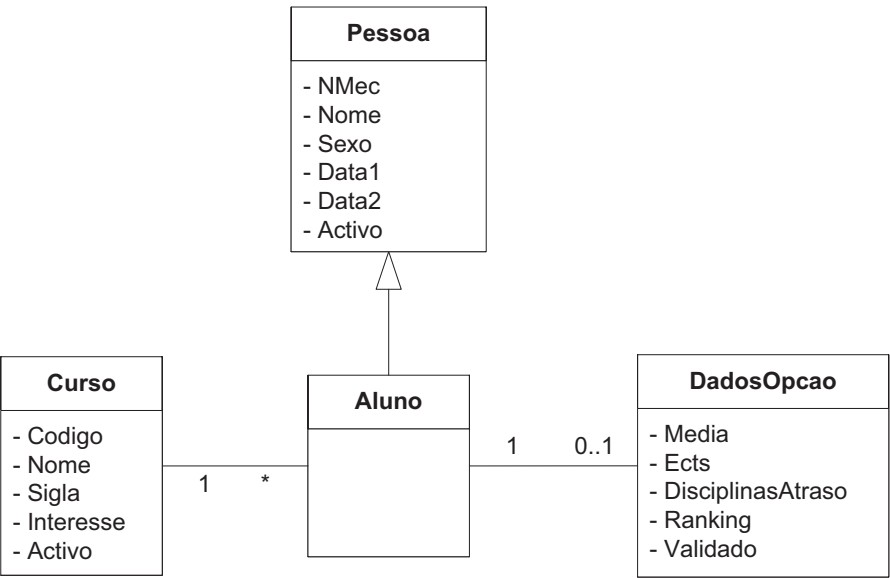 Pessoa
- NMec
- Nome
- Sexo
- Data1
- Data2
- Activo
Curso
- Codigo
- Nome
- Sigla
- Interesse
- Activo
1 *
Aluno
1 0..1
DadosOpcao
- Media
- Ects
- DisciplinasAtraso
- Ranking
- Validado